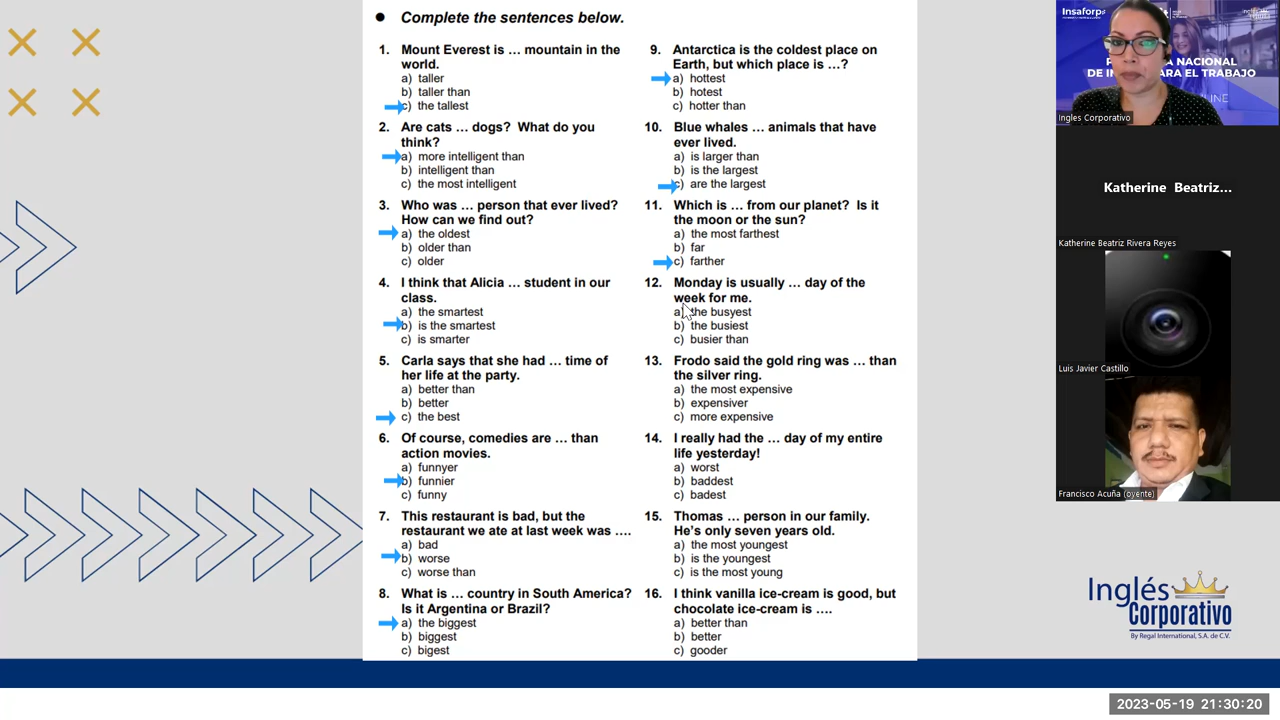 ● Complete the sentences below.
1. Mount Everest is … mountain in the
world.
a) taller
b) taller than
c) the tallest
2. Are cats … dogs? What do you
think?
a) more intelligent than
b) intelligent than
c) the most intelligent
3. Who was … person that ever lived?
How can we find out?
a) the oldest
b) older than
c) older
4. I think that Alicia … student in our
class.
a) the smartest
b) is the smartest
c) is smarter
5. Carla says that she had … time of
her life at the party.
a) better than
b) better
c) the best
6. Of course, comedies are … than
action movies.
a) funnyer
b) funnier
c) funny
7. This restaurant is bad, but the
restaurant we ate at last week was ….
a) bad
b) worse
c) worse than
8. What is … country in South America?
Is it Argentina or Brazil?
a) the biggest
b) biggest
c) bigest
9. Antarctica is the coldest place on
Earth, but which place is …?
a) hottest
b) hotest
c) hotter than
10. Blue whales … animals that have
ever lived.
a) is larger than
b) is the largest
c) are the largest
11. Which is … from our planet? Is it
the moon or the sun?
a) the most farthest
b) far
c) farther
12. Monday is usually … day of the
week for me.
a) the busyest
b) the busiest
c) busier than
13. Frodo said the gold ring was … than
the silver ring.
a) the most expensive
b) expensiver
c) more expensive
14. I really had the … day of my entire
life yesterday!
a) worst
b) baddest
c) badest
15. Thomas … person in our family.
He's only seven years old.
a) the most youngest
b) is the youngest
c) is the most young
16. I think vanilla ice-cream is good, but
chocolate ice-cream is ….
a) better than
b) better
c) gooder
Insaforp
NACIONAL
DE IN PARA EL TRABAJO
LINE
Ingles Corporativo
Katherine Beatriz...
Katherine Beatriz Rivera Reyes
Luis Javier Castillo
Francisco Acuña (oyente)
Inglés
Corporativo
By Regal International, S.A. de C.V.
2023-05-19 21:30:20